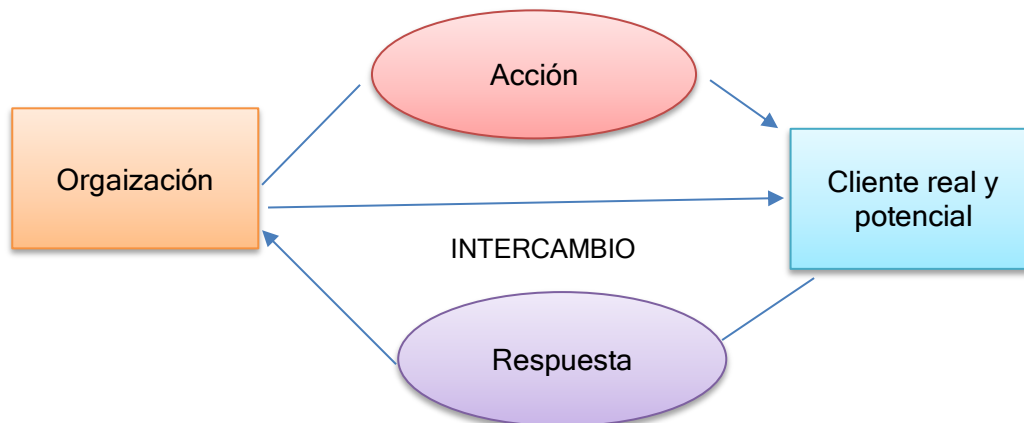 Acción
Orgaización
Cliente real y
potencial
INTERCAMBIO
Respuesta